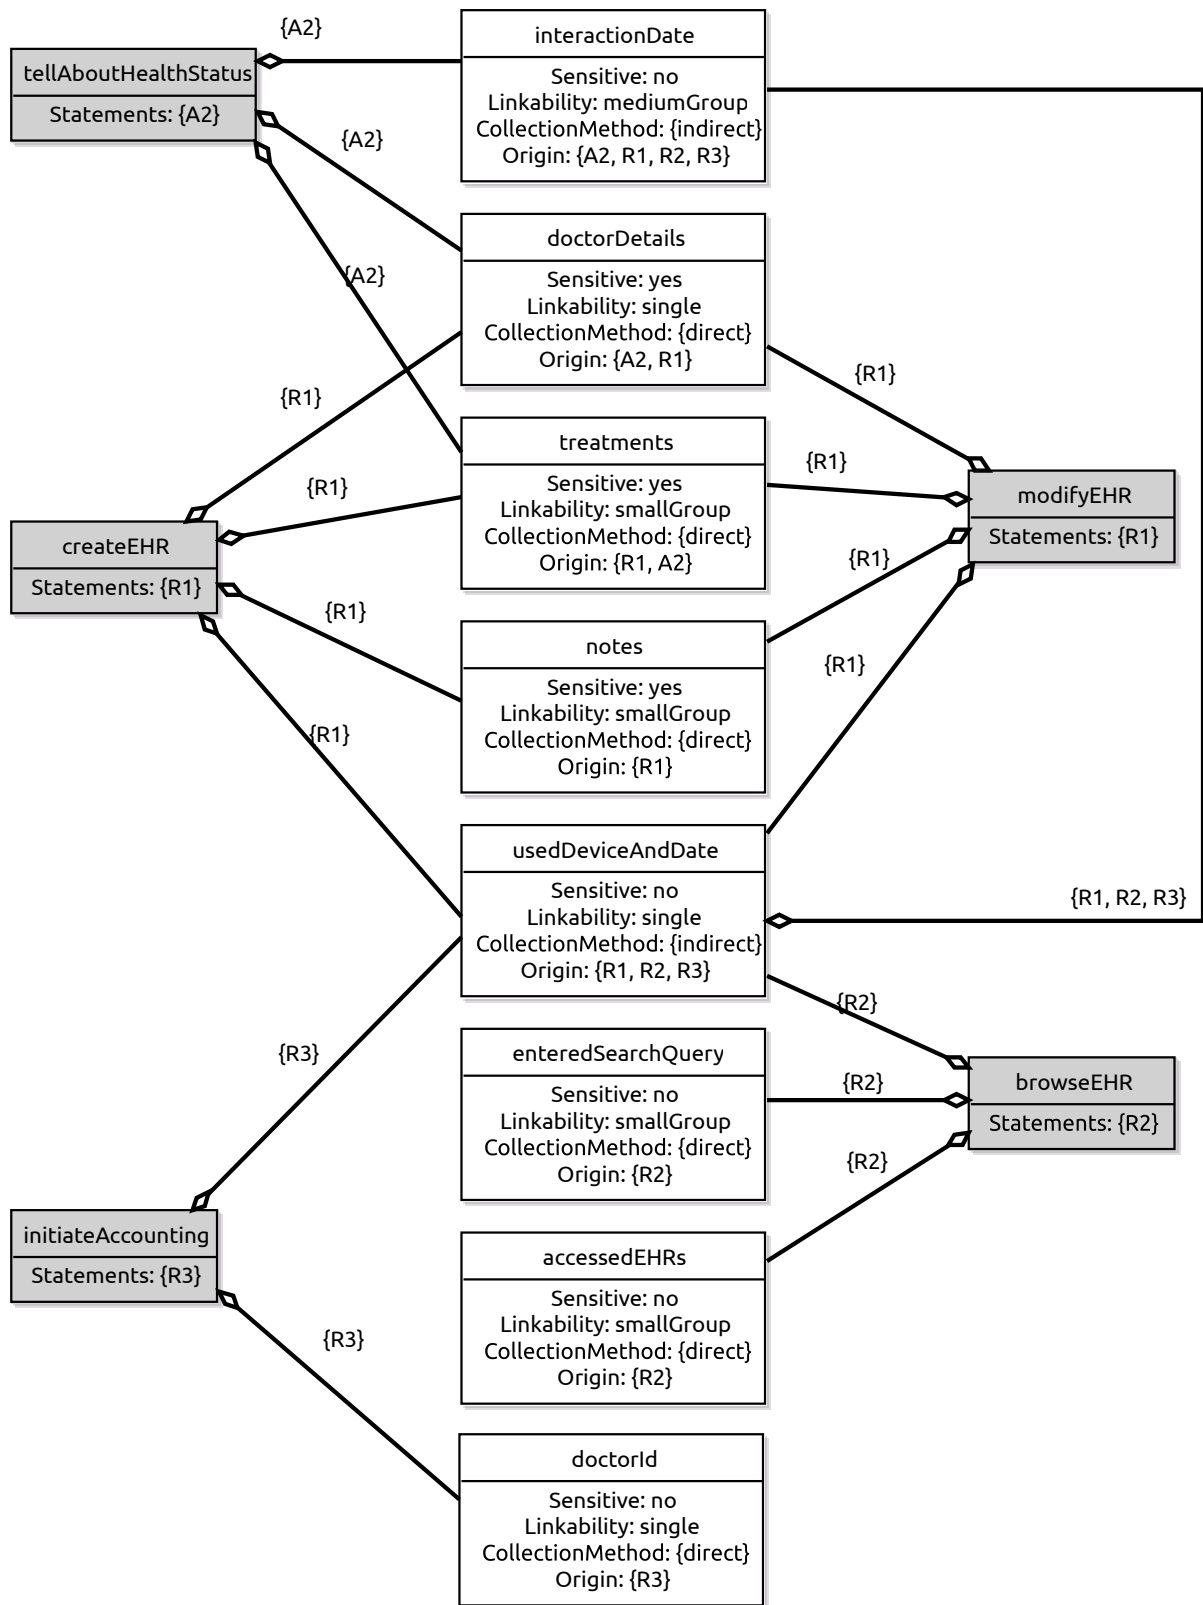 {A2}
interactionDate
Sensitive: no
Linkability: mediumGroup
CollectionMethod: {indirect}
Origin: {A2, R1, R2, R3}
tellAboutHealthStatus
Statements: {A2}
{A2}
{A2}
doctorDetails
Sensitive: yes
Linkability: single
CollectionMethod: {direct}
Origin: {A2, R1}
{R1}
{R1}
treatments
Sensitive: yes
Linkability: smallGroup
CollectionMethod: {direct}
Origin: {R1, A2}
{R1}
{R1}
modifyEHR
Statements: {R1}
createEHR
Statements: {R1}
{R1}
{R1}
notes
Sensitive: yes
Linkability: smallGroup
CollectionMethod: {direct}
Origin: {R1}
{R1}
{R1}
usedDeviceAndDate
Sensitive: no
Linkability: single
CollectionMethod: {indirect}
Origin: {R1, R2, R3}
{R1, R2, R3}
{R2}
{R3}
enteredSearchQuery
Sensitive: no
Linkability: smallGroup
CollectionMethod: {direct}
Origin: {R2}
{R2}
browseEHR
Statements: {R2}
{R2}
initiateAccounting
Statements: {R3}
accessedEHRs
Sensitive: no
Linkability: smallGroup
CollectionMethod: {direct}
Origin: {R2}
{R3}
doctorId
Sensitive: no
Linkability: single
CollectionMethod: {direct}
Origin: {R3}